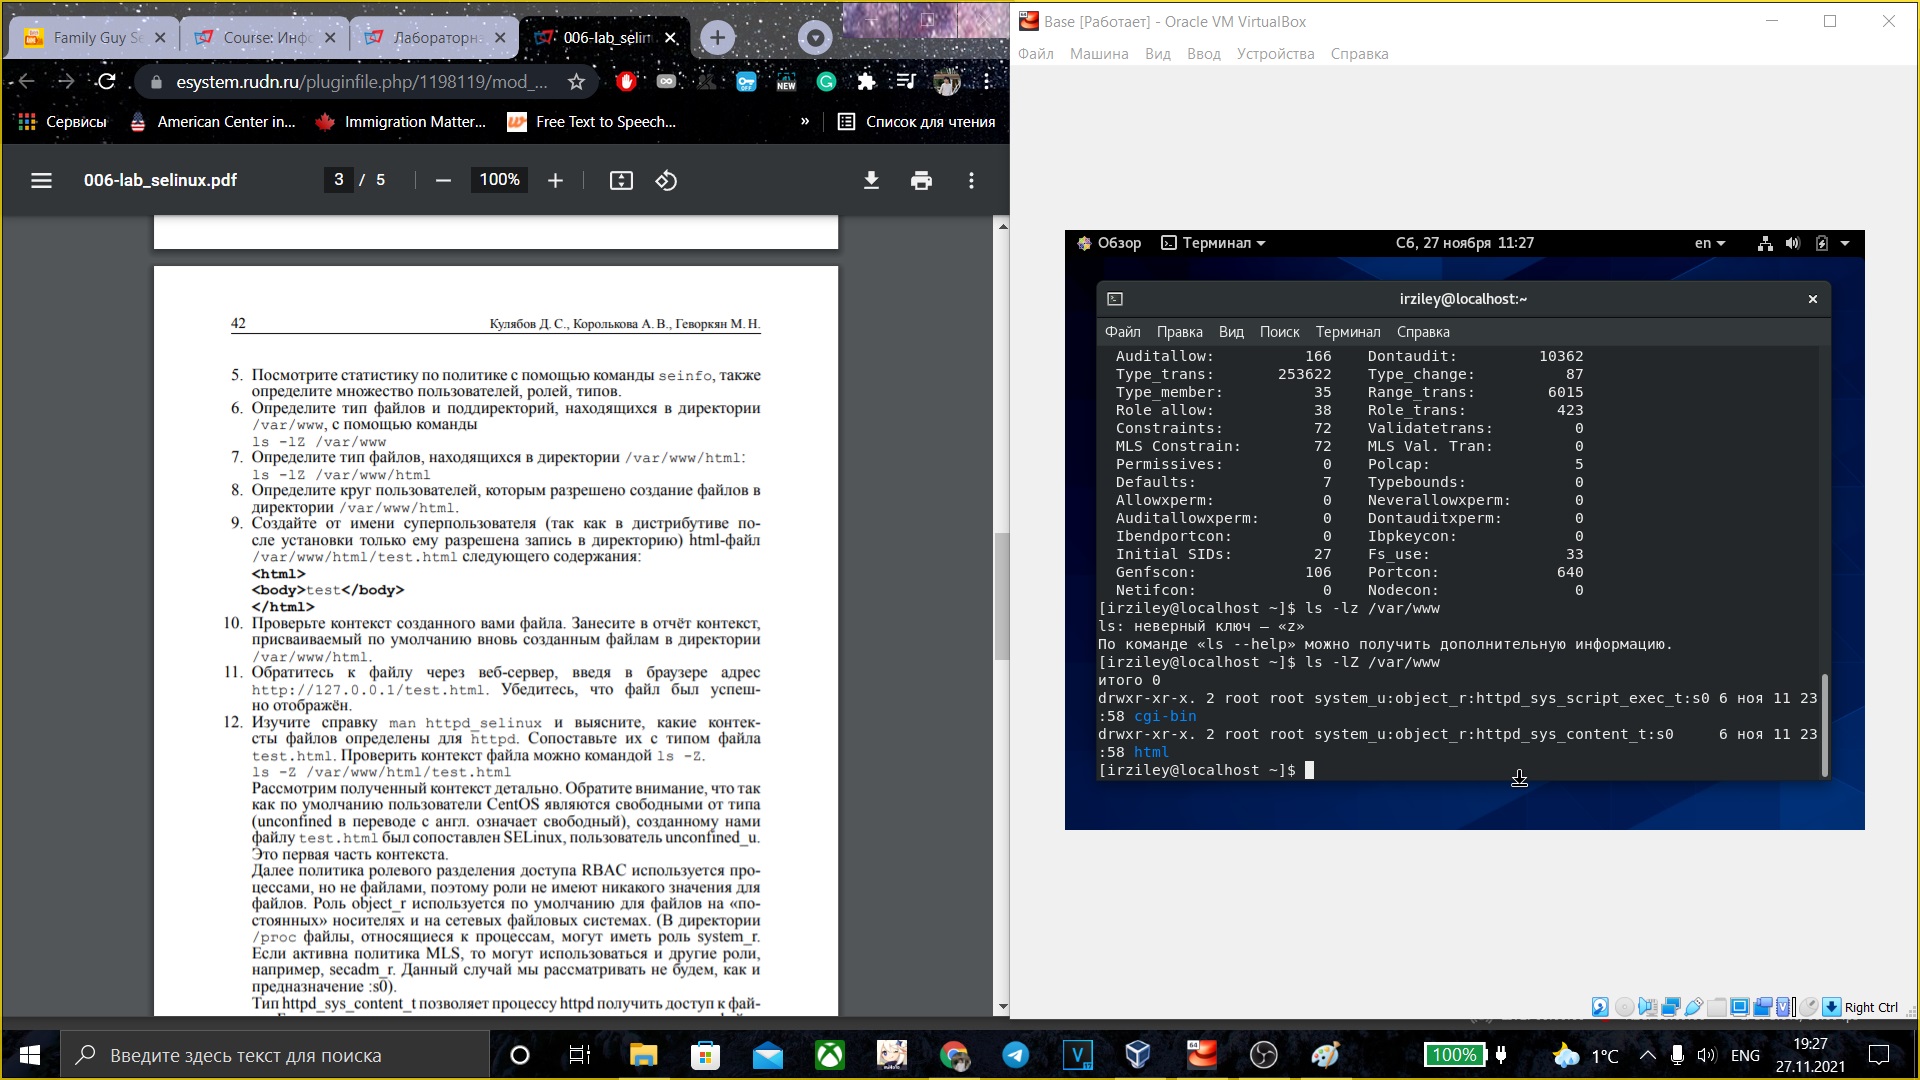 Family Guy S
Course: Инфо
Лабораторн
006-lab_selin
esystem.rudn.ru/pluginfile.php/1198119/mod_...
OFF
NEW
Сервисы
American Center in...
Immigration Matter...
Free Text to Speech...
»
Список для чтения
006-lab_selinux.pdf
3 / 5
100%
42
Кулябов Д. С., Королькова А. В., Геворкян М. Н.
5. Посмотрите статистику по политике с помощью команды seinfo, также
определите множество пользователей, ролей, типов.
6. Определите тип файлов и поддиректорий, находящихся в директории
/var/www, с помощью команды
ls -lZ /var/www
7. Определите тип файлов, находящихся в директории /var/www/html:
ls -lZ /var/www/html
8. Определите круг пользователей, которым разрешено создание файлов в
директории /var/www/html.
9. Создайте от имени суперпользователя (так как в дистрибутиве по-
сле установки только ему разрешена запись в директорию) html-файл
/var/www/html/test.html следующего содержания:
<html>
<body>test</body>
</html>
10. Проверьте контекст созданного вами файла. Занесите в отчёт контекст,
присваиваемый по умолчанию вновь созданным файлам в директории
/var/www/html.
11. Обратитесь к файлу через веб-сервер, введя в браузере адрес
http://127.0.0.1/test.html. Убедитесь, что файл был успеш-
но отображён.
12. Изучите справку man httpd_selinux и выясните, какие контек-
сты файлов определены для httpd. Сопоставьте их с типом файла
test.html. Проверить контекст файла можно командой ls -Z.
ls -Z /var/www/html/test.html
Рассмотрим полученный контекст детально. Обратите внимание, что так
как по умолчанию пользователи CentOS являются свободными от типа
(unconfined в переводе с англ. означает свободный), созданному нами
файлу test.html был сопоставлен SELinux, пользователь unconfined_u.
Это первая часть контекста.
Далее политика ролевого разделения доступа RBAC используется про-
цессами, но не файлами, поэтому роли не имеют никакого значения для
файлов. Роль object_r используется по умолчанию для файлов на «по-
стоянных» носителях и на сетевых файловых системах. (В директории
/proc файлы, относящиеся к процессам, могут иметь роль system_r.
Если активна политика MLS, то могут использоваться и другие роли,
например, secadm_r. Данный случай мы рассматривать не будем, как и
предназначение :s0).
Тип httpd_sys_content_t позволяет процессу httpd получить доступ к фай-
Base [Работает] - Oracle VM VirtualBox
Файл Машина Вид Ввод Устройства Справка
Обзор Терминал Сб, 27 ноября 11:27 en
irziley@localhost:~
Файл Правка Вид Поиск Терминал Справка
Auditallow: 166 Dontaudit: 10362
Type_trans: 253622 Type_change: 87
Type_member: 35 Range_trans: 6015
Role allow: 38 Role_trans: 423
Constraints: 72 Validatetrans: 0
MLS Constrain: 72 MLS Val. Tran: 0
Permissives: 0 Polcap: 5
Defaults: 7 Typebounds: 0
Allowxperm: 0 Neverallowxperm: 0
Auditallowxperm: 0 Dontauditxperm: 0
Ibendportcon: 0 Ibpkeycon: 0
Initial SIDs: 27 Fs_use: 33
Genfscon: 106 Portcon: 640
Netifcon: 0 Nodecon: 0
[irziley@localhost ~]$ ls -lz /var/www
ls: неверный ключ — «z»
По команде «ls --help» можно получить дополнительную информацию.
[irziley@localhost ~]$ ls -lZ /var/www
итого 0
drwxr-xr-x. 2 root root system_u:object_r:httpd_sys_script_exec_t:s0 6 ноя 11 23
:58 cgi-bin
drwxr-xr-x. 2 root root system_u:object_r:httpd_sys_content_t:s0 6 ноя 11 23
:58 html
[irziley@localhost ~]$
Right Ctrl
Введите здесь текст для поиска
100%
1°C
ENG
19:27
27.11.2021